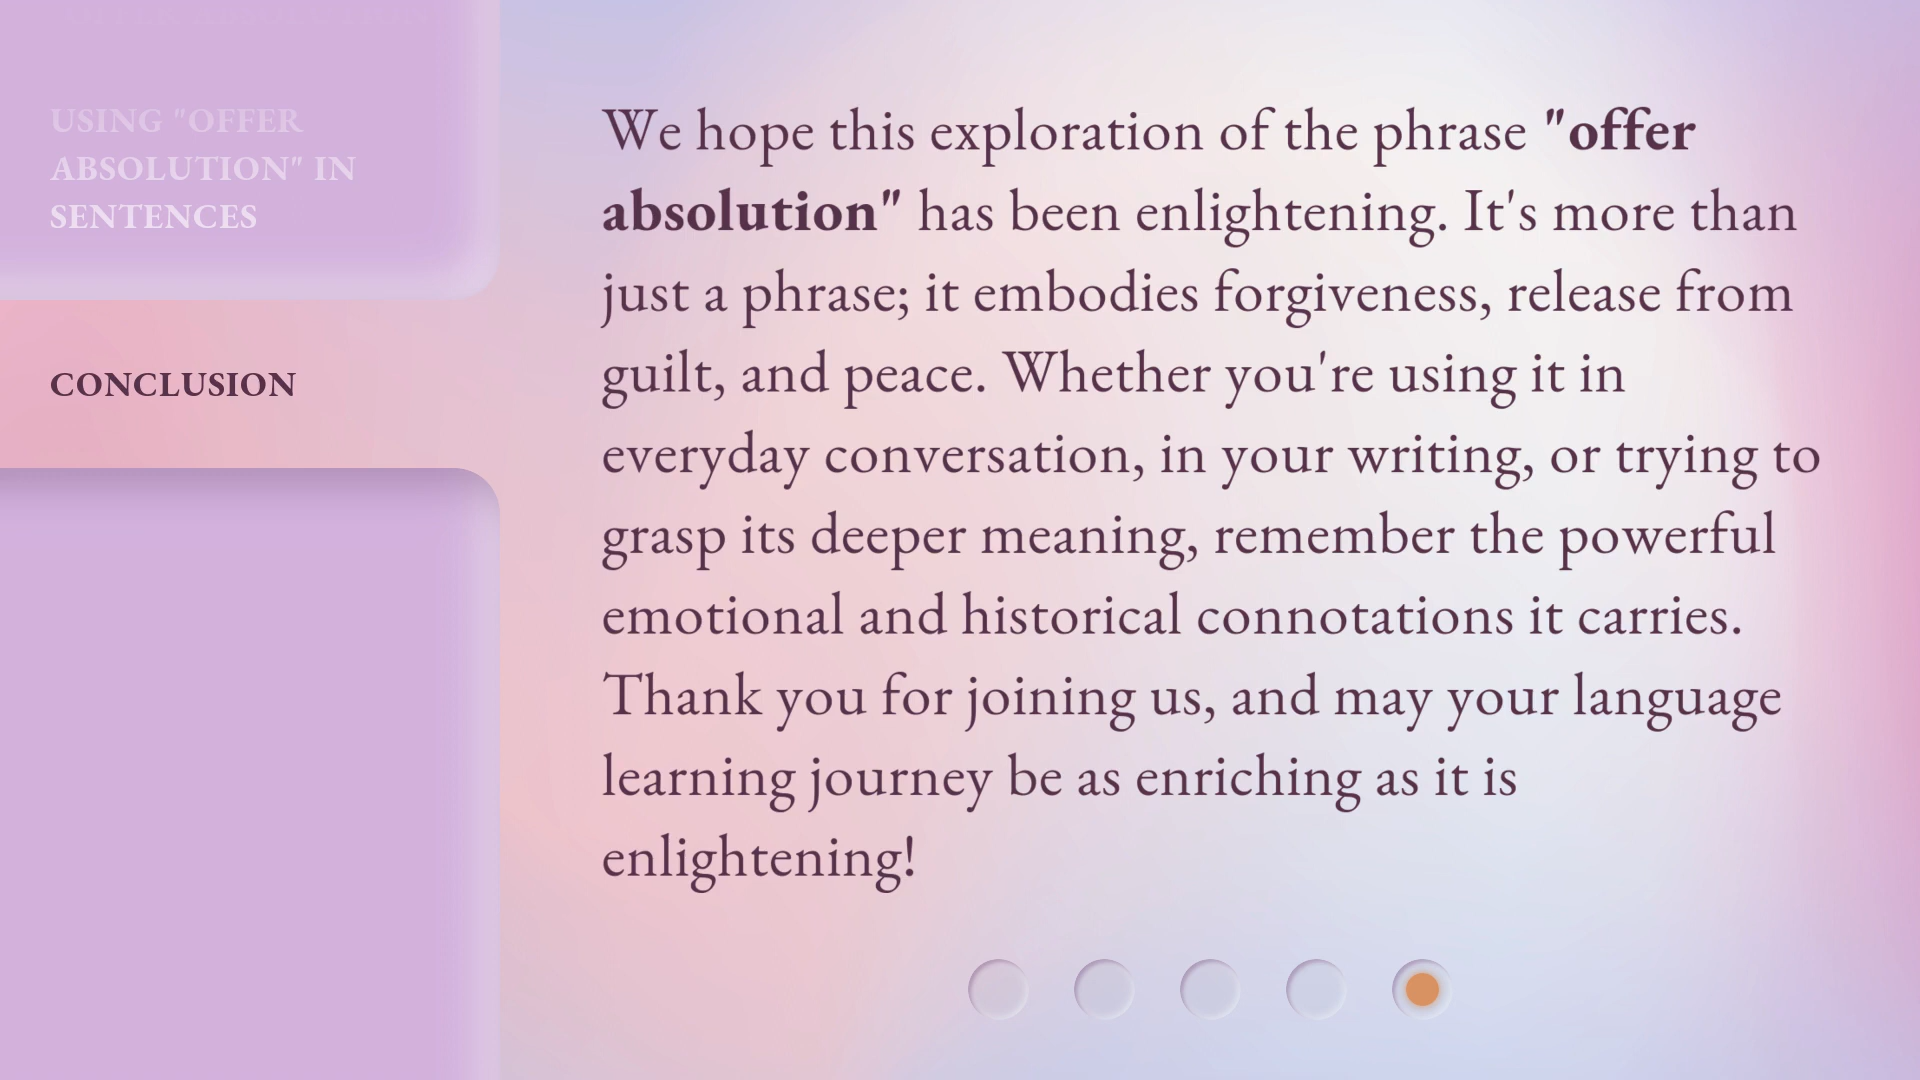 USING "OFFER
ABSOLUTION" IN
SENTENCES
CONCLUSION
We hope this exploration of the phrase "offer
absolution" has been enlightening. It's more than
just a phrase; it embodies forgiveness, release from
guilt, and peace. Whether you're using it in
everyday conversation, in your writing, or trying to
grasp its deeper meaning, remember the powerful
emotional and historical connotations it carries.
Thank you for joining us, and may your language
learning journey be as enriching as it is
enlightening!